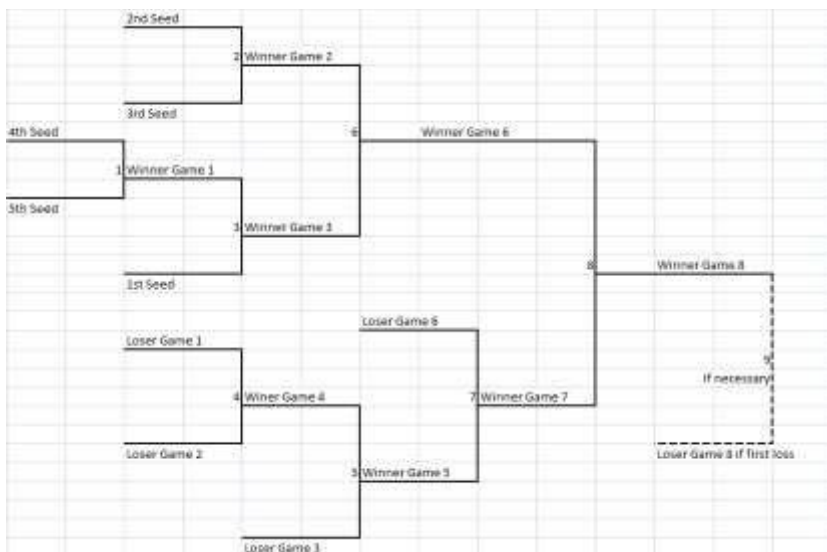 2nd Seed
2 Winner Game 2
3rd Seed
4th Seed
6 Winner Game 6
1 Winner Game 1
5th Seed
3 Winner Game 3
8 Winner Game 8
1st Seed
Loser Game 6
Loser Game 1
9
If necessary
4 Winer Game 4
7 Winner Game 7
Loser Game 2
Loser Game 8 if first loss
5 Winner Game 5
Loser Game 3